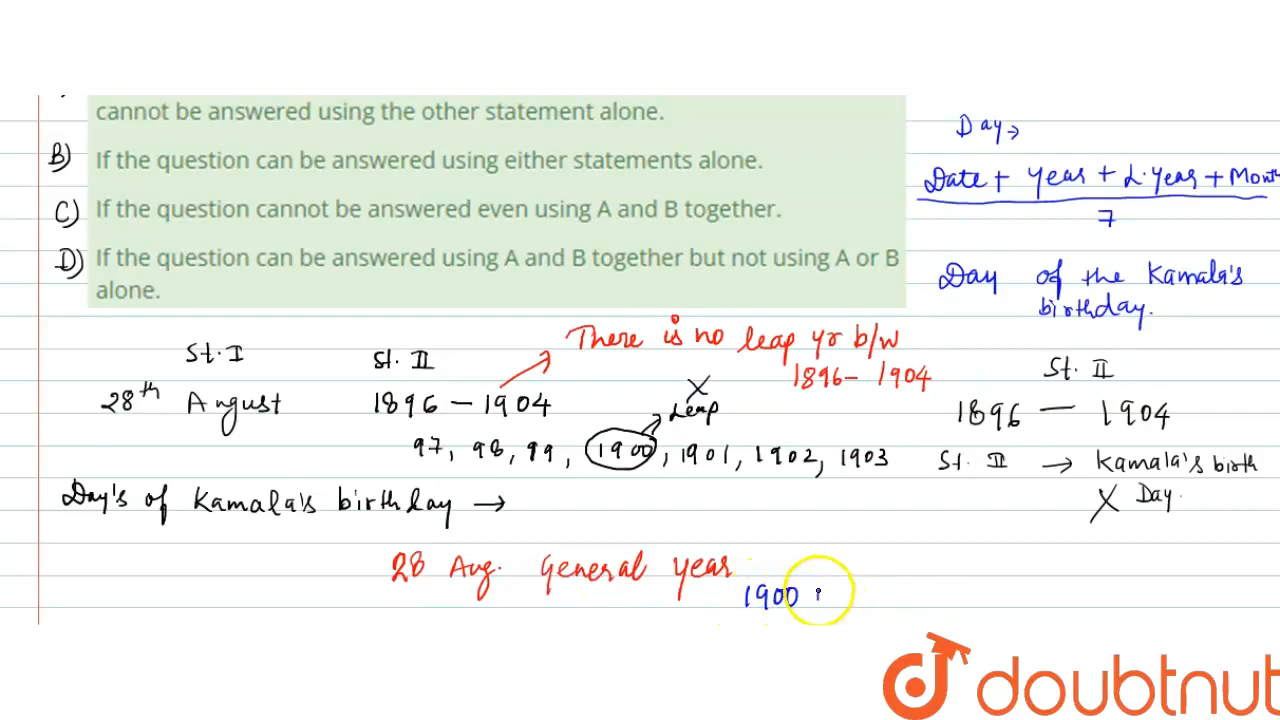 cannot be answered using the other statement alone.
B) If the question can be answered using either statements alone.
C) If the question cannot be answered even using A and B together.
D) If the question can be answered using A and B together but not using A or B
alone.
Day →
Date + Year + L.Year + Month
7
Day of the Kamala's
birthday.
There is no leap yr b/w
1896- 1904
St. I
St. II
28th August
1896 - 1904
X
Leap
97, 98, 99, 1900, 1901, 1902, 1903
St. II
1896 — 1904
St. II → Kamala's birth
X Day.
Day's of Kamala's birthday →
28 Aug. General year
1900
doubtnut